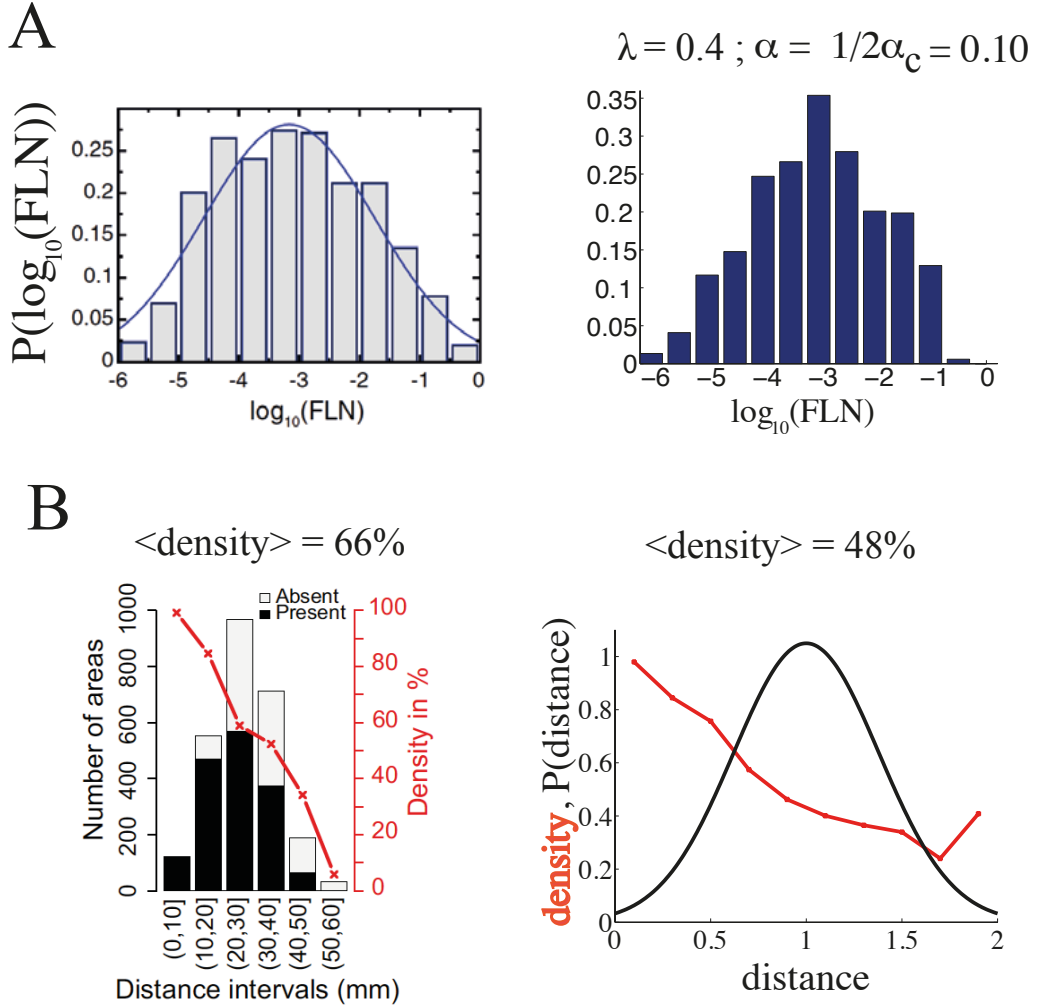 A
λ = 0.4 ; α = 1/2α_c = 0.10
P(log₁₀(FLN))
0.25
0.2
0.15
0.1
0.05
0
-6 -5 -4 -3 -2 -1 0
log₁₀(FLN)
0.35
0.3
0.25
0.2
0.15
0.1
0.05
0
−6 −5 −4 −3 −2 −1 0
log₁₀(FLN)
B
<density> = 66%
Absent
Present
Number of areas
1000
800
600
400
200
0
100
80
60
40
20
0
Density in %
(0,10] (10,20] (20,30] (30,40] (40,50] (50,60]
Distance intervals (mm)
<density> = 48%
density, P(distance)
1
0.8
0.6
0.4
0.2
0
0 0.5 1 1.5 2
distance